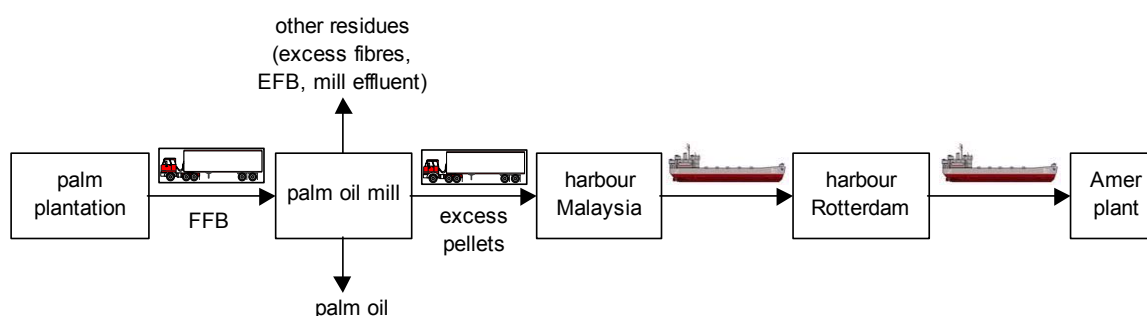 other residues
(excess fibres,
EFB, mill effluent)
palm
plantation
FFB
palm oil mill
excess
pellets
harbour
Malaysia
harbour
Rotterdam
Amer
plant
palm oil